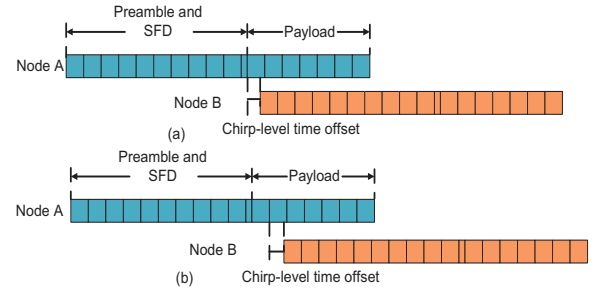 Preamble and
SFD
Payload
Node A
Node B
Chirp-level time offset
(a)
Preamble and
SFD
Payload
Node A
Node B
Chirp-level time offset
(b)